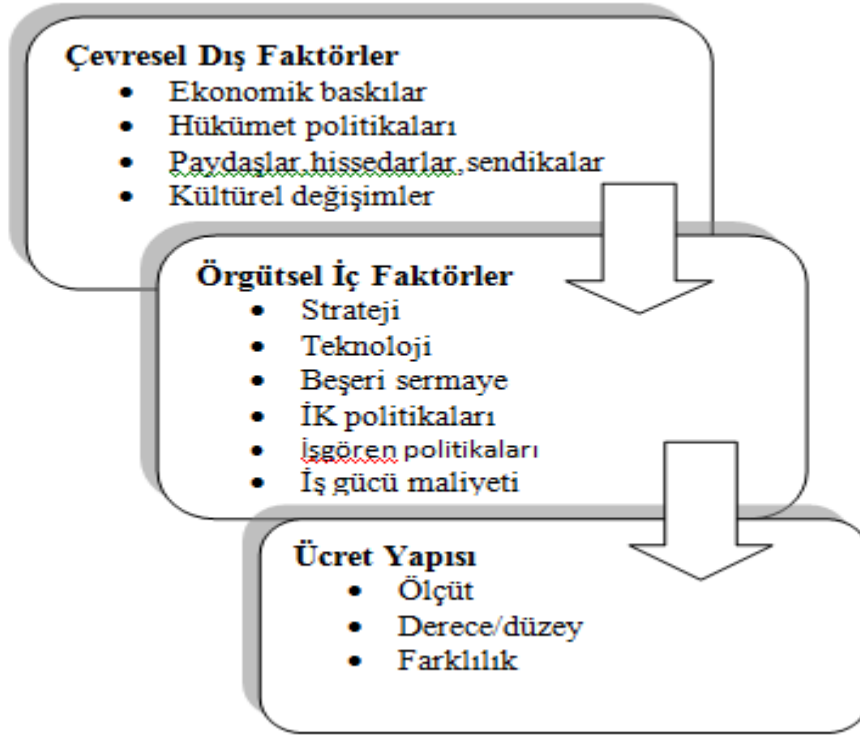 Çevresel Dış Faktörler
• Ekonomik baskılar
• Hükümet politikaları
• Paydaşlar,hissedarlar,sendikalar
• Kültürel değişimler
Örgütsel İç Faktörler
• Strateji
• Teknoloji
• Beşeri sermaye
• İK politikaları
• İşgören politikaları
• İş gücü maliyeti
Ücret Yapısı
• Ölçüt
• Derece/düzey
• Farklılık